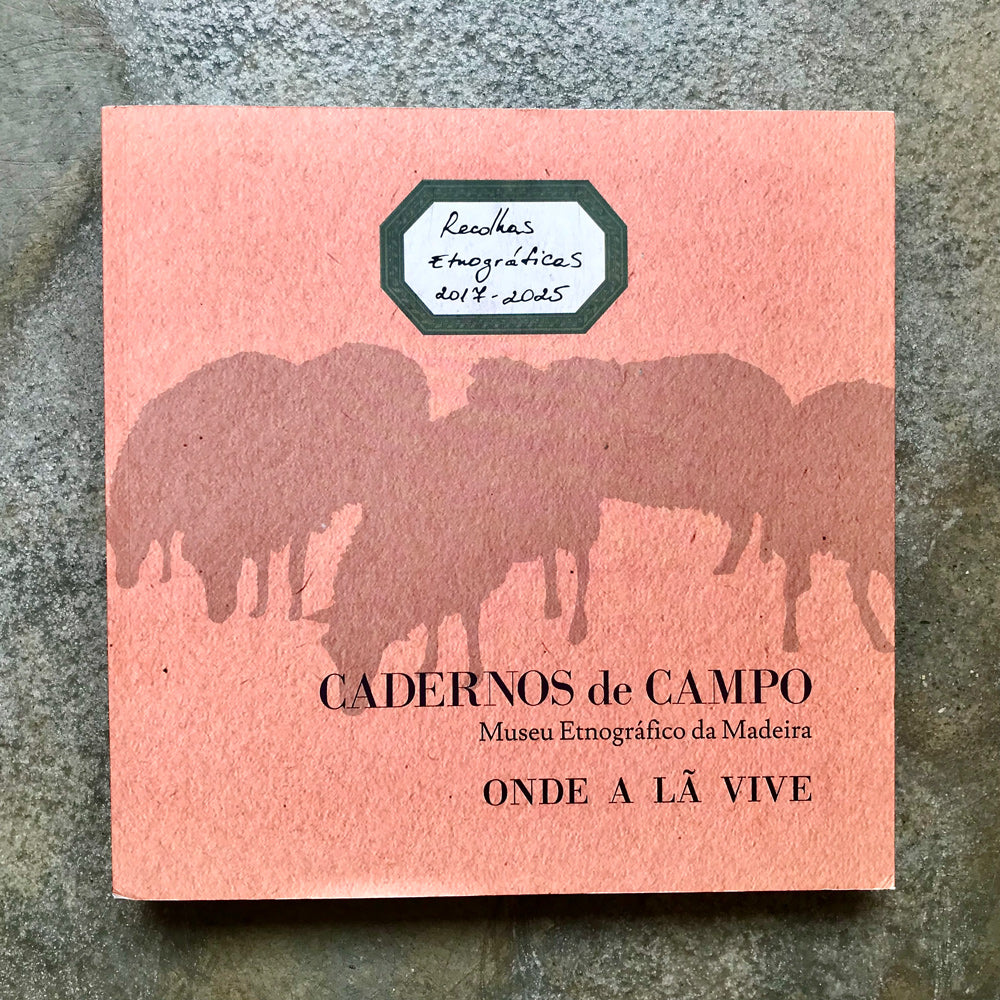 Recolhas
Etnográficas
2017-2025
CADERNOS de CAMPO
Museu Etnográfico da Madeira
ONDE A LÃ VIVE